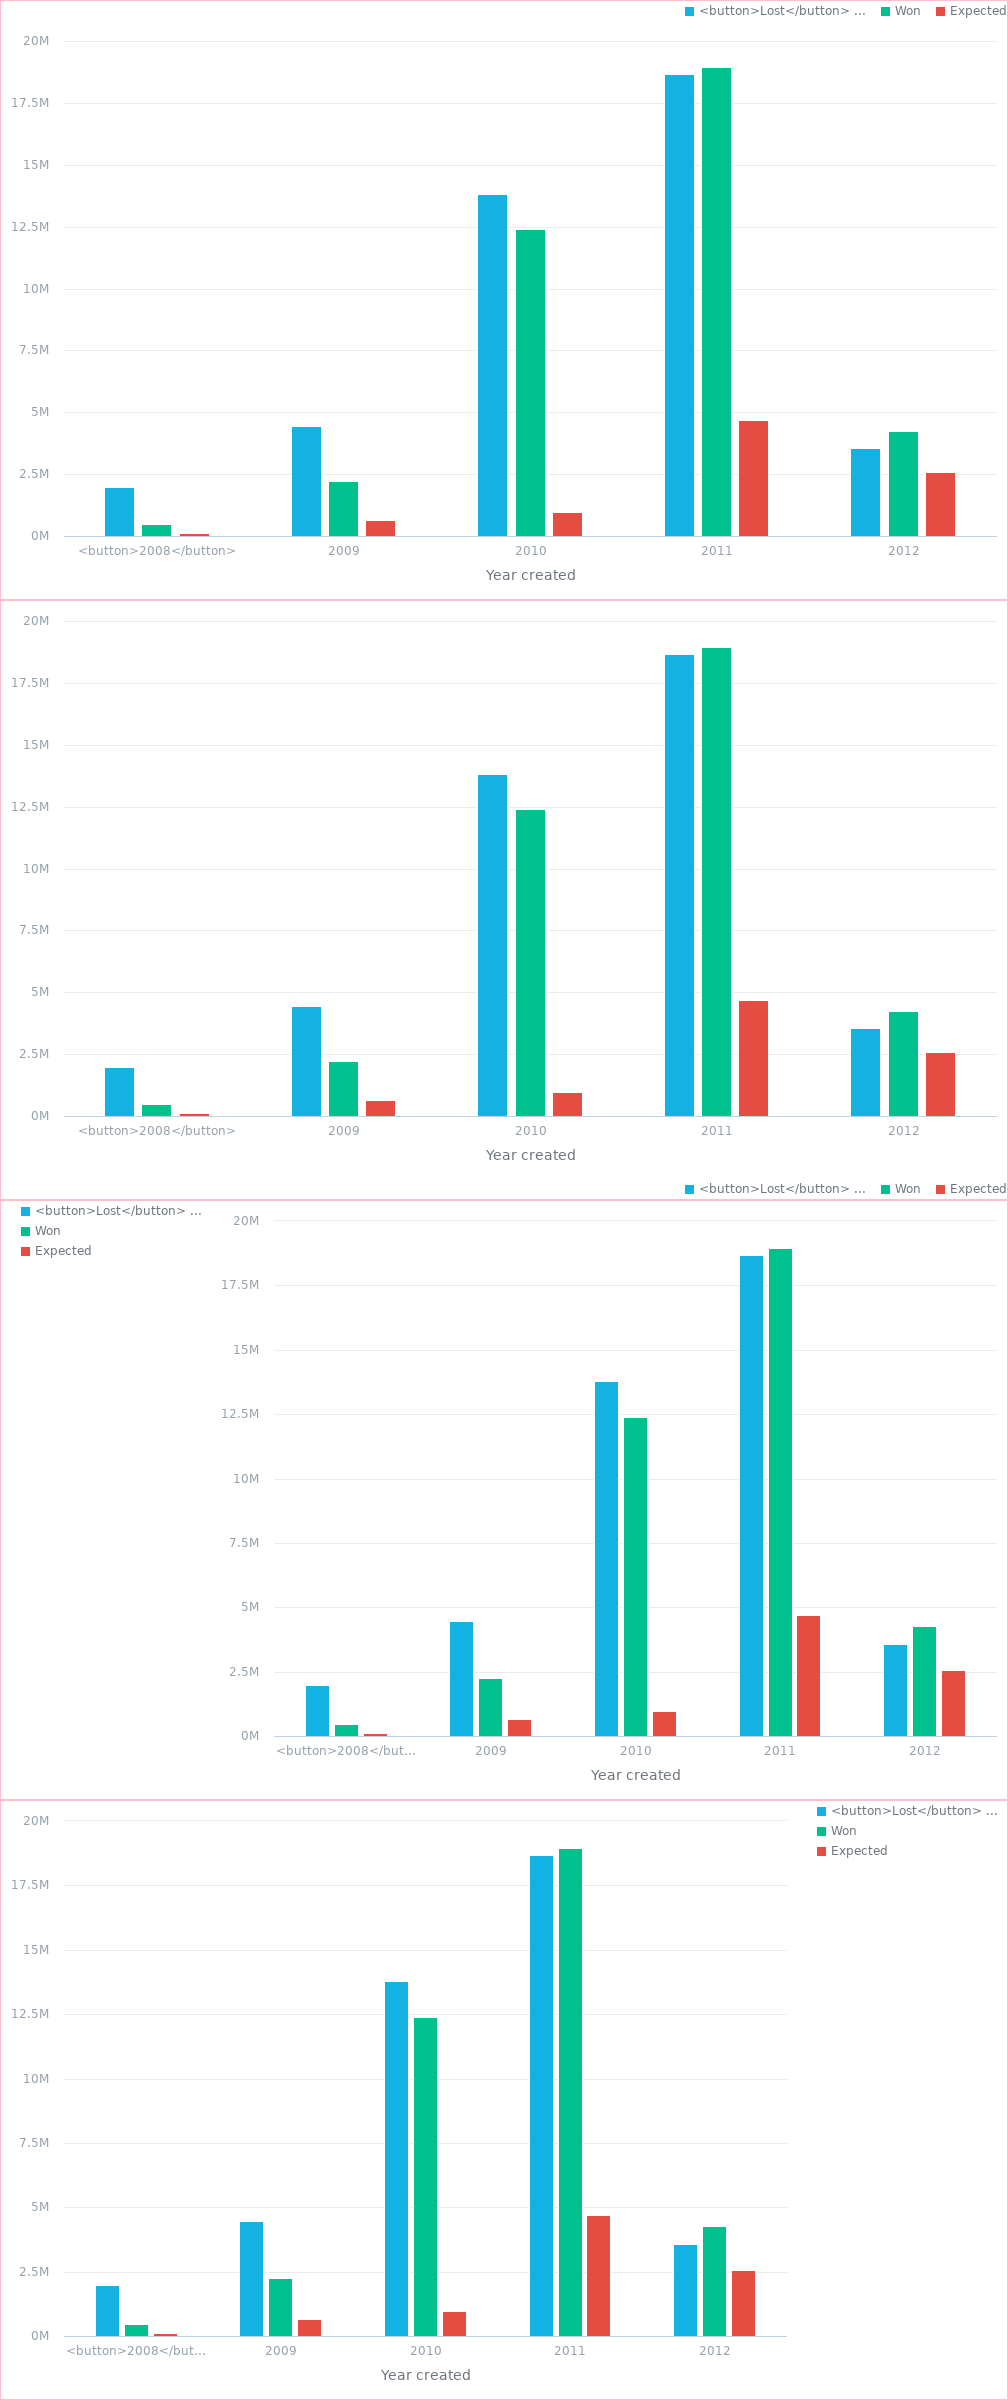 <button>Lost</button> ... Won Expected
20M
17.5M
15M
12.5M
10M
7.5M
5M
2.5M
0M
<button>2008</button> 2009 2010 2011 2012
Year created
20M
17.5M
15M
12.5M
10M
7.5M
5M
2.5M
0M
<button>2008</button> 2009 2010 2011 2012
Year created
<button>Lost</button> ... Won Expected
<button>Lost</button> ...
Won
Expected
20M
17.5M
15M
12.5M
10M
7.5M
5M
2.5M
0M
<button>2008</but... 2009 2010 2011 2012
Year created
<button>Lost</button> ...
Won
Expected
20M
17.5M
15M
12.5M
10M
7.5M
5M
2.5M
0M
<button>2008</but... 2009 2010 2011 2012
Year created